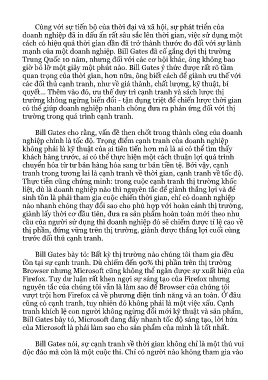 Cùng với sự tiến bộ của thời đại và xã hội, sự phát triển của
doanh nghiệp đã in dấu ấn rất sâu sắc lên thời gian, việc sử dụng một
cách có hiệu quả thời gian dần đã trở thành thước đo đối với sự lành
mạnh của một doanh nghiệp. Bill Gates đã cố gắng đợi thị trường
Trung Quốc 10 năm, nhưng đối với các cơ hội khác, ông không bao
giờ bỏ lỡ một giây một phút nào. Bill Gates ý thức được rất rõ tầm
quan trọng của thời gian, hơn nữa, ông biết cách để giành ưu thế với
các đối thủ cạnh tranh, như về giá thành, chất lượng, kỹ thuật, bí
quyết... Thêm vào đó, ưu thế duy trì cạnh tranh và sách lược thị
trường không ngừng biến đổi - tận dụng triệt để chiến lược thời gian
có thể giúp doanh nghiệp nhanh chóng đưa ra phản ứng đối với thị
trường trong quá trình cạnh tranh.
Bill Gates cho rằng, vấn đề then chốt trong thành công của doanh
nghiệp chính là tốc độ. Trọng điểm cạnh tranh của doanh nghiệp
không phải là kỹ thuật của ai tiên tiến hơn mà là ai có thể tìm thấy
khách hàng trước, ai có thể thực hiện một cách thuận lợi quá trình
chuyển hóa từ tư bản hàng hóa sang tư bản tiền tệ. Bởi vậy, cạnh
tranh trong tương lai là cạnh tranh về thời gian, cạnh tranh về tốc độ.
Thực tiễn cũng chứng minh: trong cuộc cạnh tranh thị trường khốc
liệt, dù là doanh nghiệp nào thì nguyên tắc để giành thắng lợi và để
sinh tồn là phải tham gia cuộc chiến thời gian, chỉ có doanh nghiệp
nào nhanh chóng thay đổi sao cho phù hợp với hoàn cảnh thị trường,
giành lấy thời cơ đầu tiên, đưa ra sản phẩm hoàn toàn mới theo nhu
cầu của người sử dụng thì doanh nghiệp đó sẽ chiếm được tỉ lệ cao về
thị phần, đứng vững trên thị trường, giành được thắng lợi cuối cùng
trước đối thủ cạnh tranh.
Bill Gates bày tỏ: Bất kỳ thị trường nào chúng tôi tham gia đều
tồn tại sự cạnh tranh. Dù chiếm đến 90% thị phần trên thị trường
Browser nhưng Microsoft cũng không thể ngăn được sự xuất hiện của
Firefox. Tuy dư luận rất khen ngợi sự sáng tạo của Firefox nhưng
nguyên tắc của chúng tôi vẫn là làm sao để Browser của chúng tôi
vượt trội hơn Firefox cả về phương diện tính năng và an toàn. Ở đâu
cũng có cạnh tranh, tuy nhiên đó không phải là một việc xấu. Cạnh
tranh khích lệ con người không ngừng đổi mới kỹ thuật và sản phẩm,
Bill Gates bày tỏ, Microsoft đang đẩy nhanh tốc độ sáng tạo, lời hứa
của Microsoft là phải làm sao cho sản phẩm của mình là tốt nhất.
Bill Gates nói, sự cạnh tranh về thời gian không chỉ là một thú vui
độc đáo mà còn là một cuộc thi. Chỉ có người nào không tham gia vào